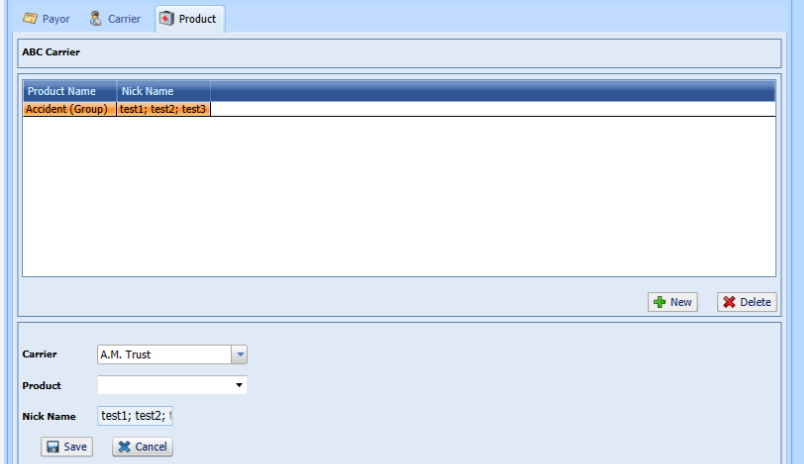 Payor Carrier Product
ABC Carrier
Product Name Nick Name
Accident (Group) test1; test2; test3
New Delete
Carrier A.M. Trust
Product
Nick Name test1; test2;
Save Cancel